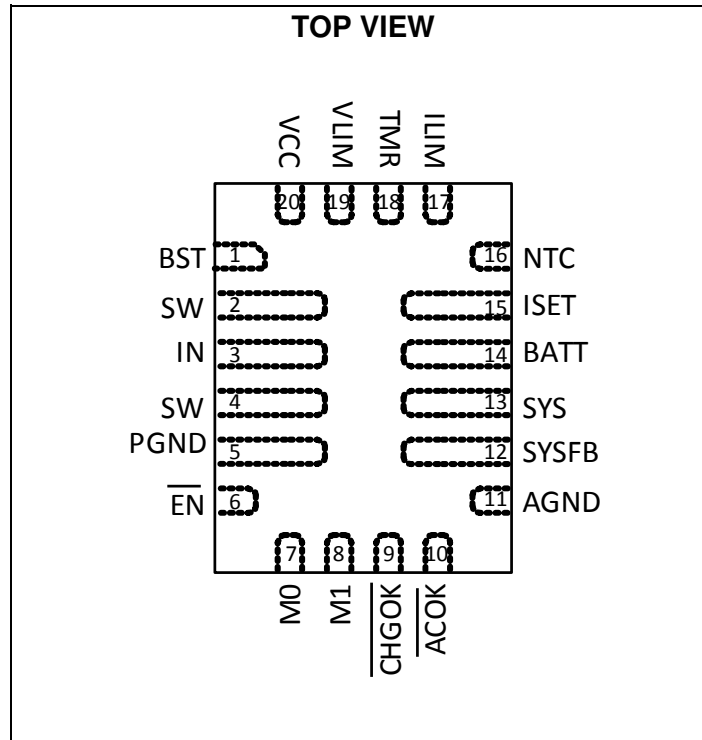 TOP VIEW
VCC
VLIM
TMR
ILIM
20
19
18
17
BST
1
16
NTC
SW
2
15
ISET
IN
3
14
BATT
SW
4
13
SYS
PGND
5
12
SYSFB
EN
6
11
AGND
7
8
9
10
M0
M1
CHGOK
ACOK